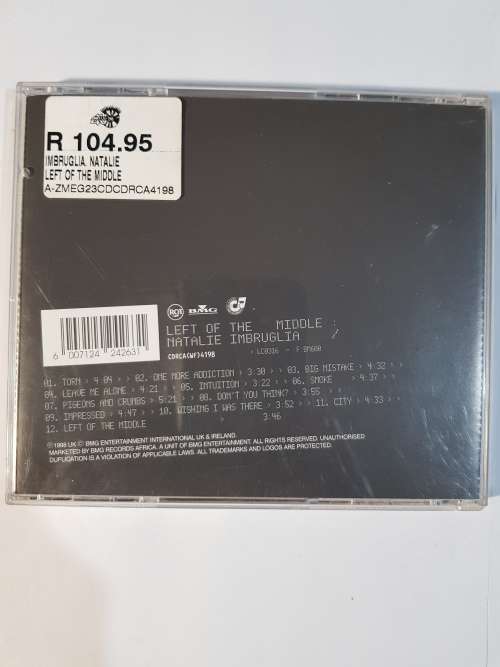 R 104.95
IMBRUGLIA, NATALIE
LEFT OF THE MIDDLE
A-ZMEG23CDCDRCA4198
6 007124 242631
RCA BMG
LEFT OF THE MIDDLE :
NATALIE IMBRUGLIA /
CDRCA(WF)4198 > LC0316 - F BM600
01. TORN > 4 04 > > 02. ONE MORE ADDICTION > 3:30 > > 03. BIG MISTAKE > 4:32 > >
04. LEAVE ME ALONE > 4:21 > > 05. INTUITION > 3:22 > > 06. SMOKE > 4:37 > >
07. PIGEONS AND CRUMBS > 5:21 > > 08. DON'T YOU THINK? > 3:55 > >
09. IMPRESSED > 4:47 > > 10. WISHING I WAS THERE > 3:52 > > 11. CITY > 4:33 > >
12. LEFT OF THE MIDDLE > 3:46
℗1998 UK © BMG ENTERTAINMENT INTERNATIONAL UK & IRELAND.
MARKETED BY BMG RECORDS AFRICA. A UNIT OF BMG ENTERTAINMENT. ALL RIGHTS RESERVED. UNAUTHORISED
DUPLICATION IS A VIOLATION OF APPLICABLE LAWS. ALL TRADEMARKS AND LOGOS ARE PROTECTED.